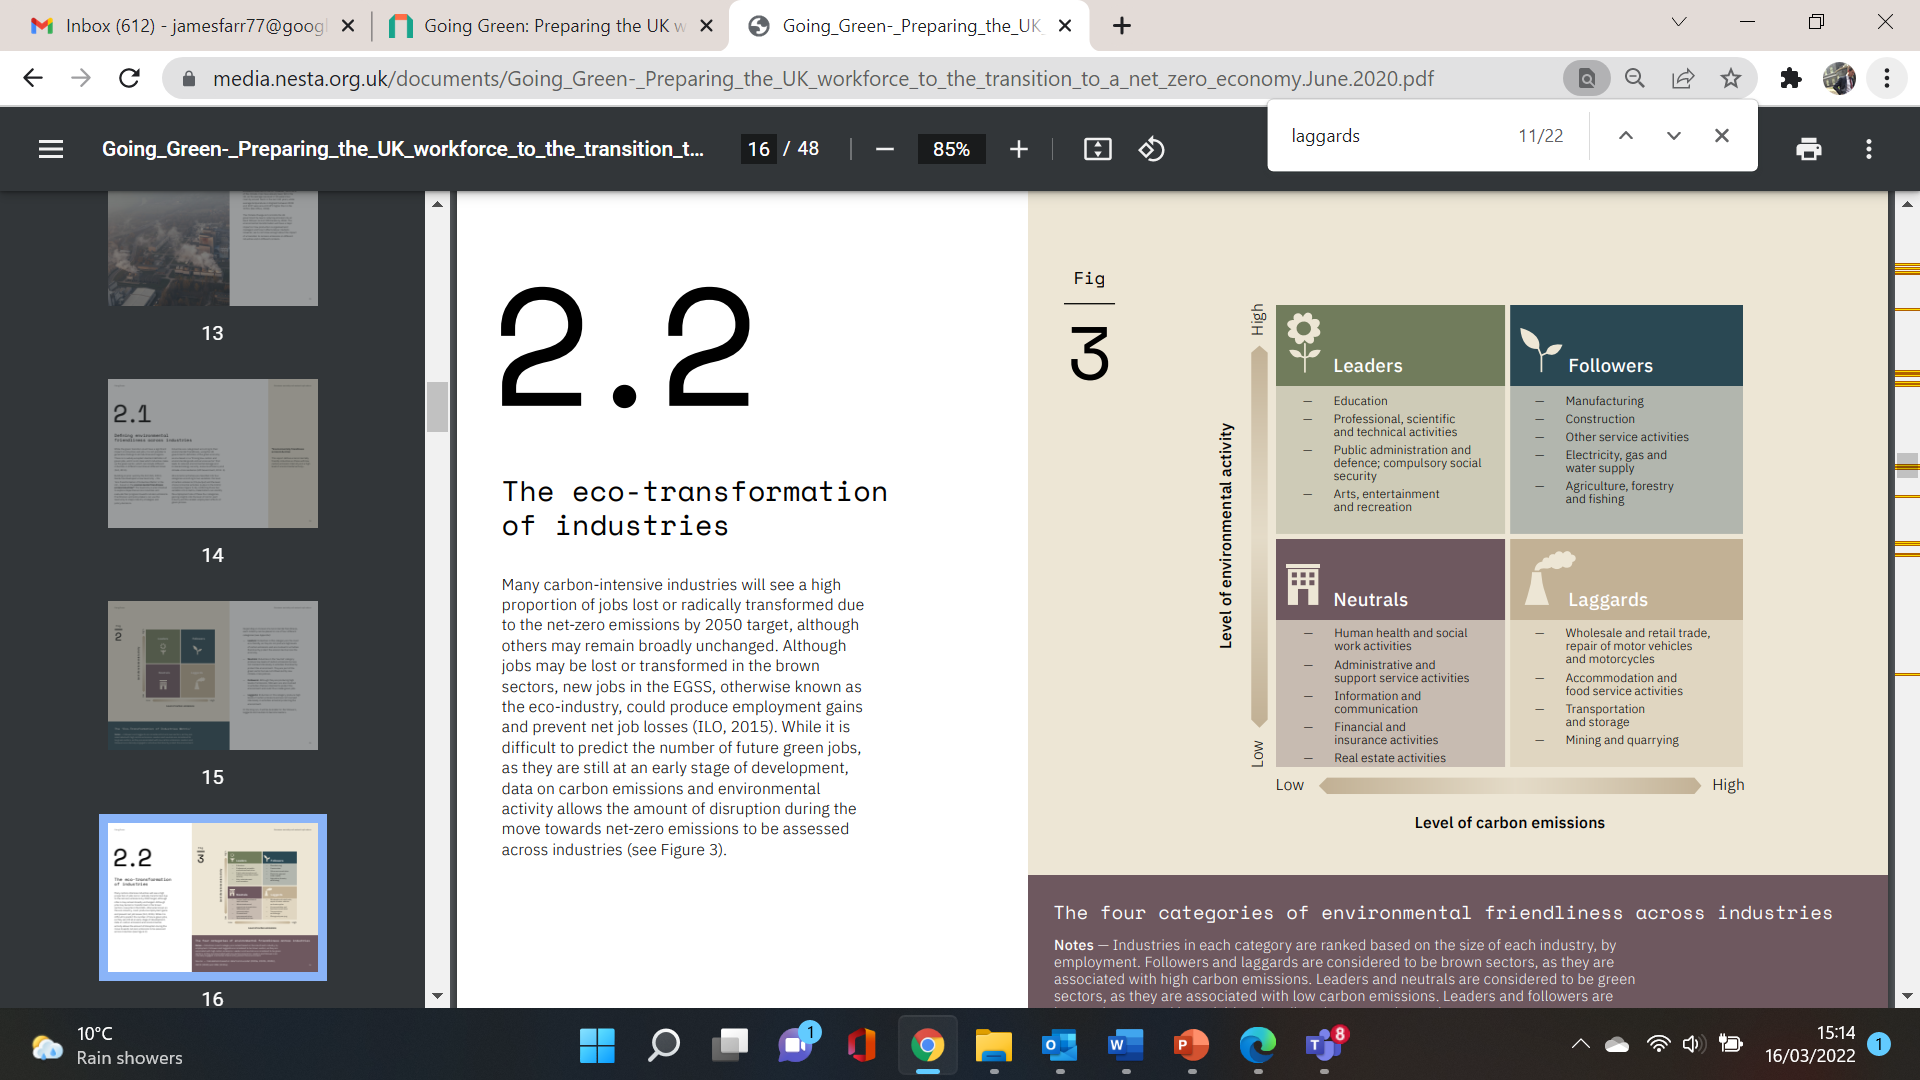 Inbox (612) - jamesfarr77@googl
Going Green: Preparing the UK w
Going_Green-_Preparing_the_UK_
media.nesta.org.uk/documents/Going_Green-_Preparing_the_UK_workforce_to_the_transition_to_a_net_zero_economy.June.2020.pdf
laggards 11/22
Going_Green-_Preparing_the_UK_workforce_to_the_transition_t...
16 / 48
85%
13
2.1
14
2
15
2.2
3
16
2.2
The eco-transformation
of industries
Many carbon-intensive industries will see a high
proportion of jobs lost or radically transformed due
to the net-zero emissions by 2050 target, although
others may remain broadly unchanged. Although
jobs may be lost or transformed in the brown
sectors, new jobs in the EGSS, otherwise known as
the eco-industry, could produce employment gains
and prevent net job losses (ILO, 2015). While it is
difficult to predict the number of future green jobs,
as they are still at an early stage of development,
data on carbon emissions and environmental
activity allows the amount of disruption during the
move towards net-zero emissions to be assessed
across industries (see Figure 3).
Fig
3
High
Level of environmental activity
Low
Leaders
— Education
— Professional, scientific
and technical activities
— Public administration and
defence; compulsory social
security
— Arts, entertainment
and recreation
Followers
— Manufacturing
— Construction
— Other service activities
— Electricity, gas and
water supply
— Agriculture, forestry
and fishing
Neutrals
— Human health and social
work activities
— Administrative and
support service activities
— Information and
communication
— Financial and
insurance activities
— Real estate activities
Laggards
— Wholesale and retail trade,
repair of motor vehicles
and motorcycles
— Accommodation and
food service activities
— Transportation
and storage
— Mining and quarrying
Low
High
Level of carbon emissions
The four categories of environmental friendliness across industries
Notes — Industries in each category are ranked based on the size of each industry, by
employment. Followers and laggards are considered to be brown sectors, as they are
associated with high carbon emissions. Leaders and neutrals are considered to be green
sectors, as they are associated with low carbon emissions. Leaders and followers are
10°C
Rain showers
1
8
15:14
16/03/2022
1